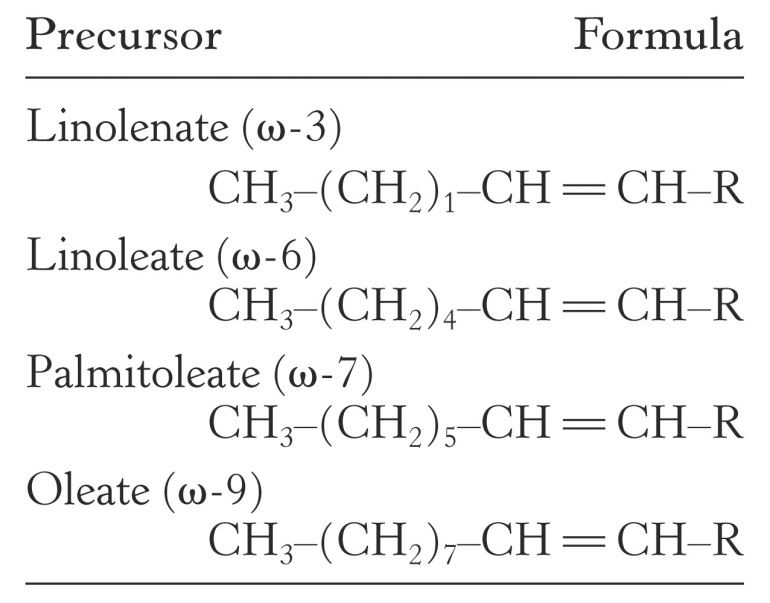 Precursor Formula
Linolenate (ω-3)
CH₃–(CH₂)₁–CH═CH–R
Linoleate (ω-6)
CH₃–(CH₂)₄–CH═CH–R
Palmitoleate (ω-7)
CH₃–(CH₂)₅–CH═CH–R
Oleate (ω-9)
CH₃–(CH₂)₇–CH═CH–R